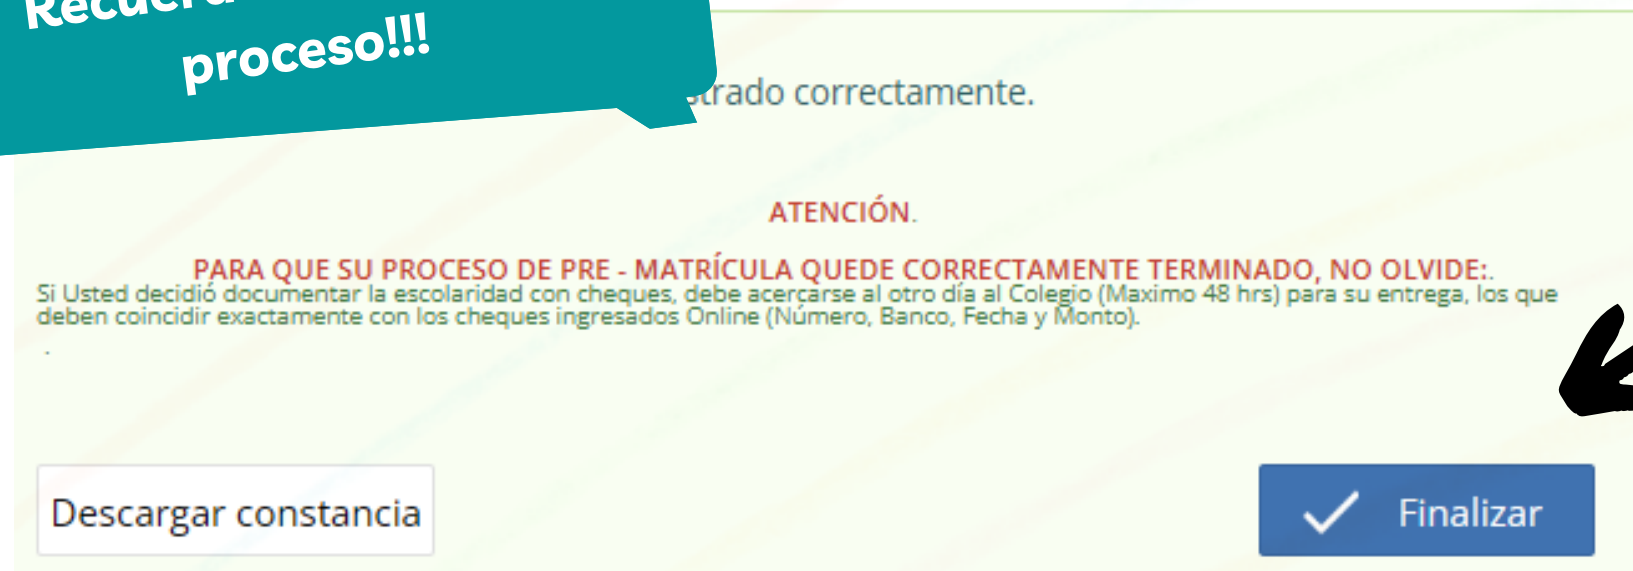 proceso!!!
correctamente.
ATENCIÓN.
PARA QUE SU PROCESO DE PRE - MATRÍCULA QUEDE CORRECTAMENTE TERMINADO, NO OLVIDE:.
Si Usted decidió documentar la escolaridad con cheques, debe acercarse al otro día al Colegio (Maximo 48 hrs) para su entrega, los que
deben coincidir exactamente con los cheques ingresados Online (Número, Banco, Fecha y Monto).
.
Descargar constancia
Finalizar